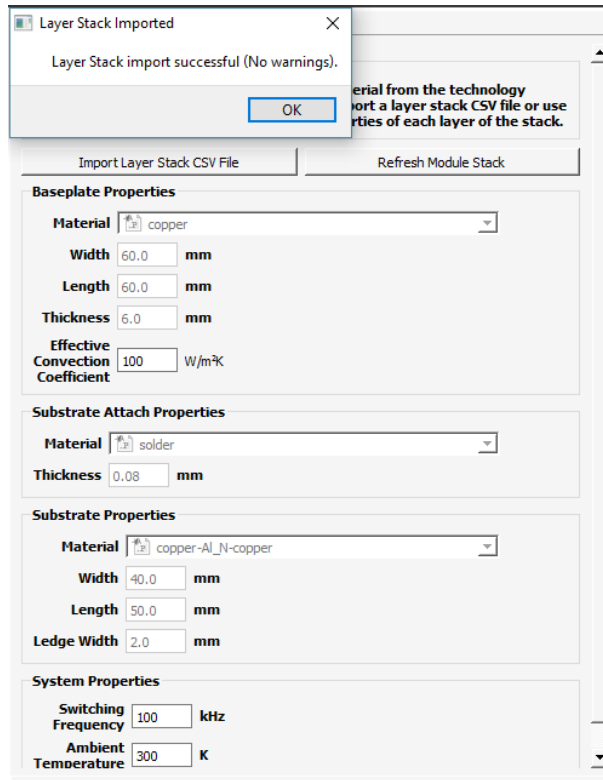 Layer Stack Imported
Layer Stack import successful (No warnings).
OK
erial from the technology
ort a layer stack CSV file or use
rties of each layer of the stack.
Import Layer Stack CSV File
Refresh Module Stack
Baseplate Properties
Material copper
Width 60.0 mm
Length 60.0 mm
Thickness 6.0 mm
Effective
Convection 100 W/m²K
Coefficient
Substrate Attach Properties
Material solder
Thickness 0.08 mm
Substrate Properties
Material copper-Al_N-copper
Width 40.0 mm
Length 50.0 mm
Ledge Width 2.0 mm
System Properties
Switching
Frequency 100 kHz
Ambient
Temperature 300 K